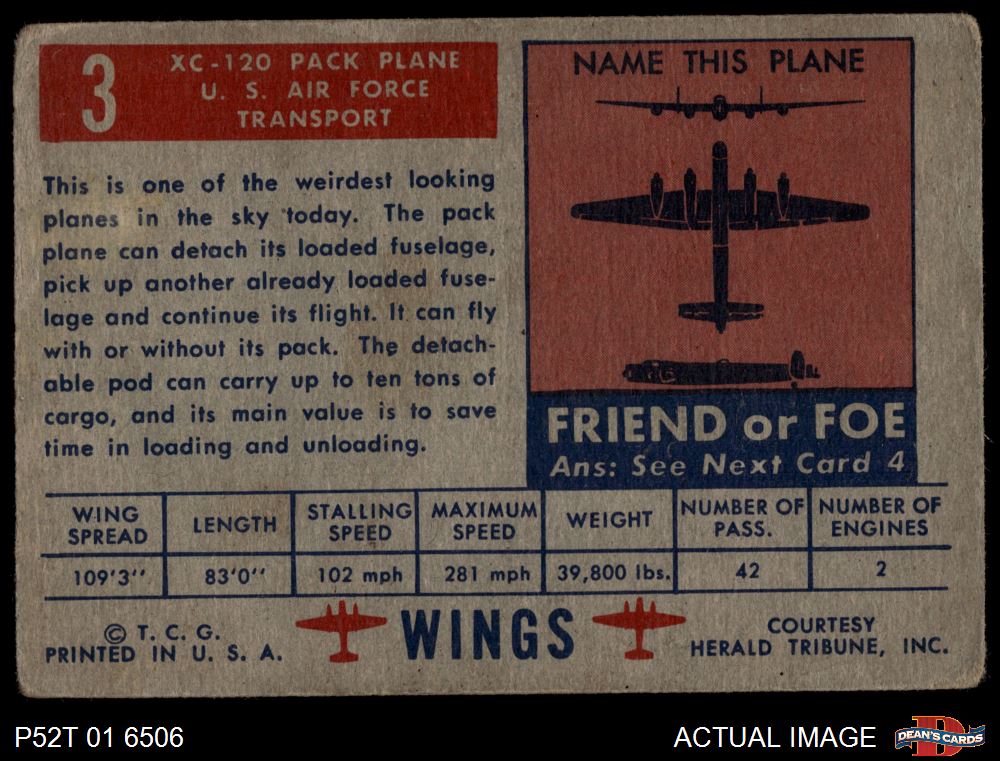 3
XC-120 PACK PLANE
U. S. AIR FORCE
TRANSPORT
This is one of the weirdest looking
planes in the sky today. The pack
plane can detach its loaded fuselage,
pick up another already loaded fuse-
lage and continue its flight. It can fly
with or without its pack. The detach-
able pod can carry up to ten tons of
cargo, and its main value is to save
time in loading and unloading.
NAME THIS PLANE
FRIEND or FOE
Ans: See Next Card 4
WING SPREAD LENGTH STALLING SPEED MAXIMUM SPEED WEIGHT NUMBER OF PASS. NUMBER OF ENGINES
109'3'' 83'0'' 102 mph 281 mph 39,800 lbs. 42 2
© T. C. G.
PRINTED IN U. S. A.
WINGS
COURTESY
HERALD TRIBUNE, INC.
P52T 01 6506
ACTUAL IMAGE
D
DEAN'S CARDS